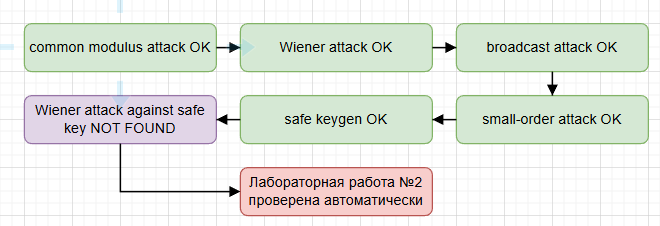 common modulus attack OK
Wiener attack OK
broadcast attack OK
small-order attack OK
safe keygen OK
Wiener attack against safe
key NOT FOUND
Лабораторная работа №2
проверена автоматически